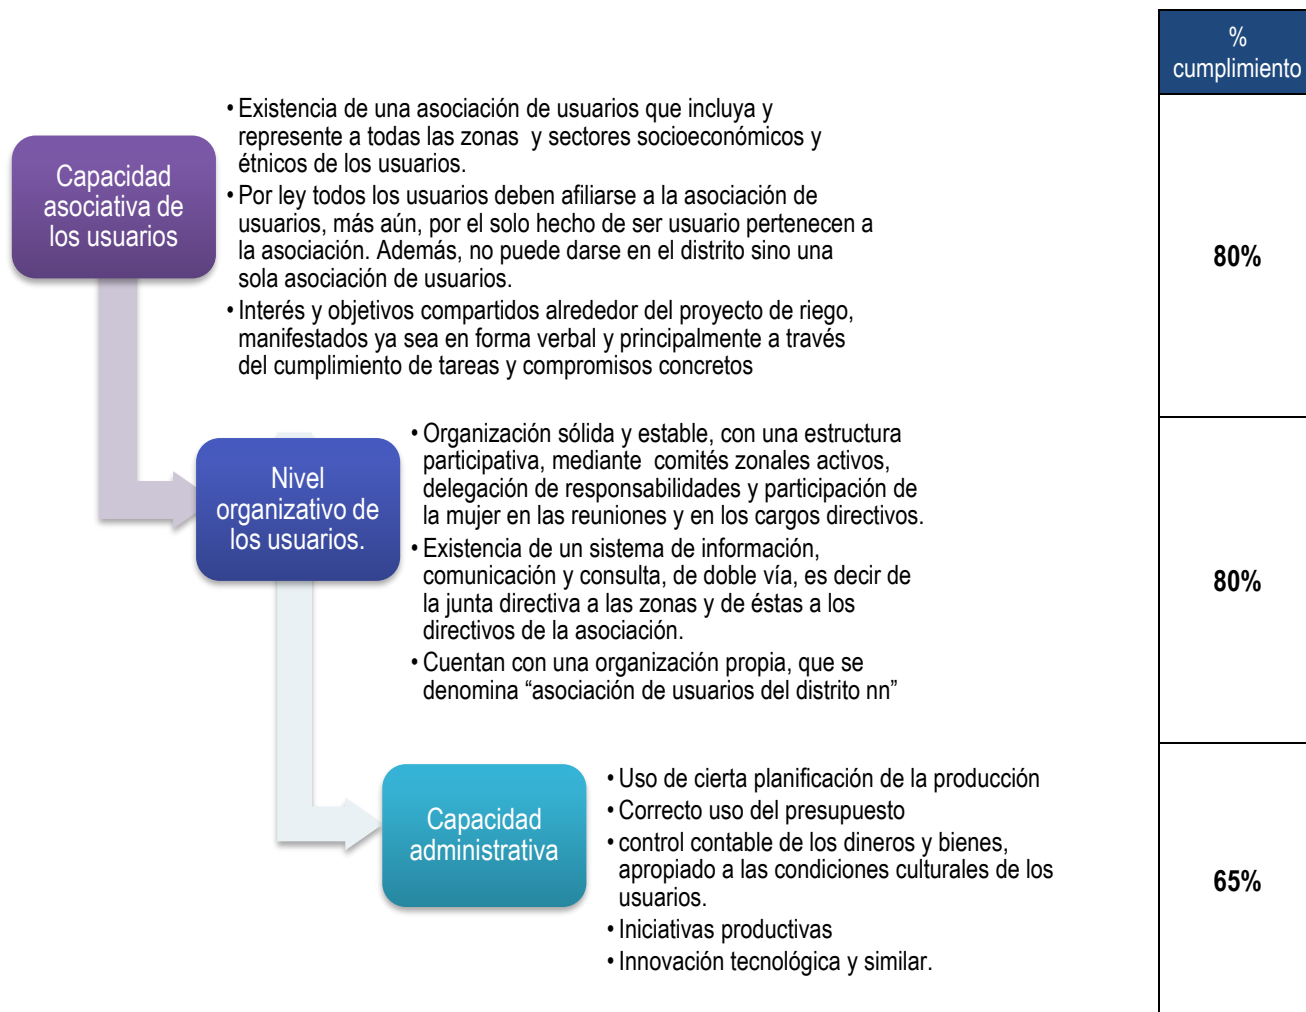 %
cumplimiento
Capacidad
asociativa de
los usuarios
• Existencia de una asociación de usuarios que incluya y
represente a todas las zonas y sectores socioeconómicos y
étnicos de los usuarios.
• Por ley todos los usuarios deben afiliarse a la asociación de
usuarios, más aún, por el solo hecho de ser usuario pertenecen a
la asociación. Además, no puede darse en el distrito sino una
sola asociación de usuarios.
• Interés y objetivos compartidos alrededor del proyecto de riego,
manifestados ya sea en forma verbal y principalmente a través
del cumplimiento de tareas y compromisos concretos
80%
Nivel
organizativo de
los usuarios.
• Organización sólida y estable, con una estructura
participativa, mediante comités zonales activos,
delegación de responsabilidades y participación de
la mujer en las reuniones y en los cargos directivos.
• Existencia de un sistema de información,
comunicación y consulta, de doble vía, es decir de
la junta directiva a las zonas y de éstas a los
directivos de la asociación.
• Cuentan con una organización propia, que se
denomina “asociación de usuarios del distrito nn”
80%
Capacidad
administrativa
• Uso de cierta planificación de la producción
• Correcto uso del presupuesto
• control contable de los dineros y bienes,
apropiado a las condiciones culturales de los
usuarios.
• Iniciativas productivas
• Innovación tecnológica y similar.
65%